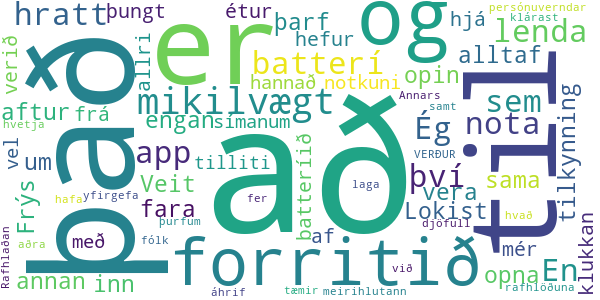 hratt þungt étur þarf hjá persónuverndar klárast
er og lenda
verið allri hefur batterí alltaf
það að til
hannað notkuni opin Annars
aftur frá mikilvægt sem samt
hvetja engan símanum Ég nota tilkynning
vel um app tilliti batteríið VERÐUR
Frýs Veit því sama
hafa yfirgefa fara fer laga vera hvað
annan með Lokist mér klukkan
Rafhlaðan inn fólk þurfum af djöfull
forritið við opna En
aðra áhrif tæmir meirihlutann rafhlöðuna